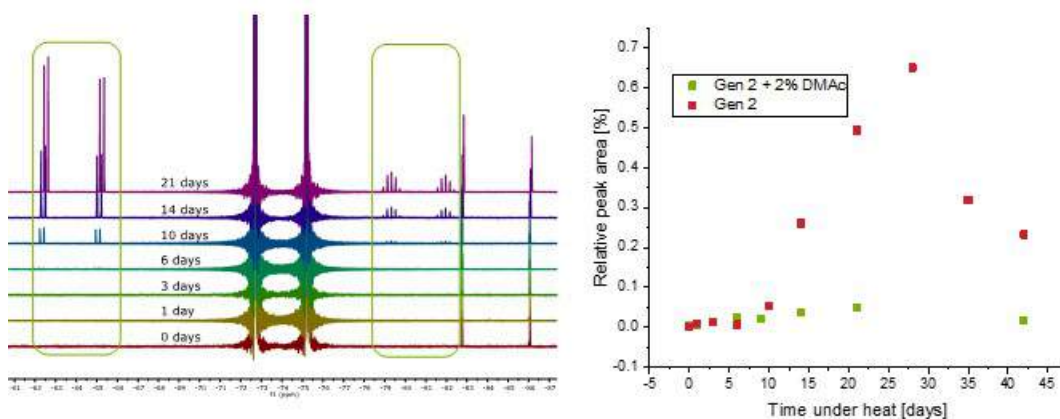 21 days
14 days
10 days
6 days
3 days
1 day
0 days
f1 (ppm)
0.7
0.6
0.5
0.4
0.3
0.2
0.1
0.0
-0.1
Relative peak area [%]
Gen 2 + 2% DMAc
Gen 2
-5 0 5 10 15 20 25 30 35 40 45
Time under heat [days]